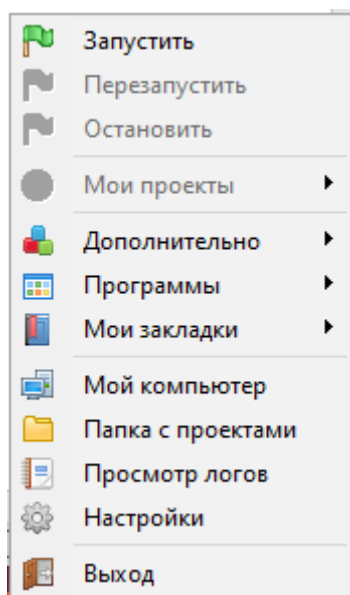 Запустить
Перезапустить
Остановить
Мои проекты
Дополнительно
Программы
Мои закладки
Мой компьютер
Папка с проектами
Просмотр логов
Настройки
Выход